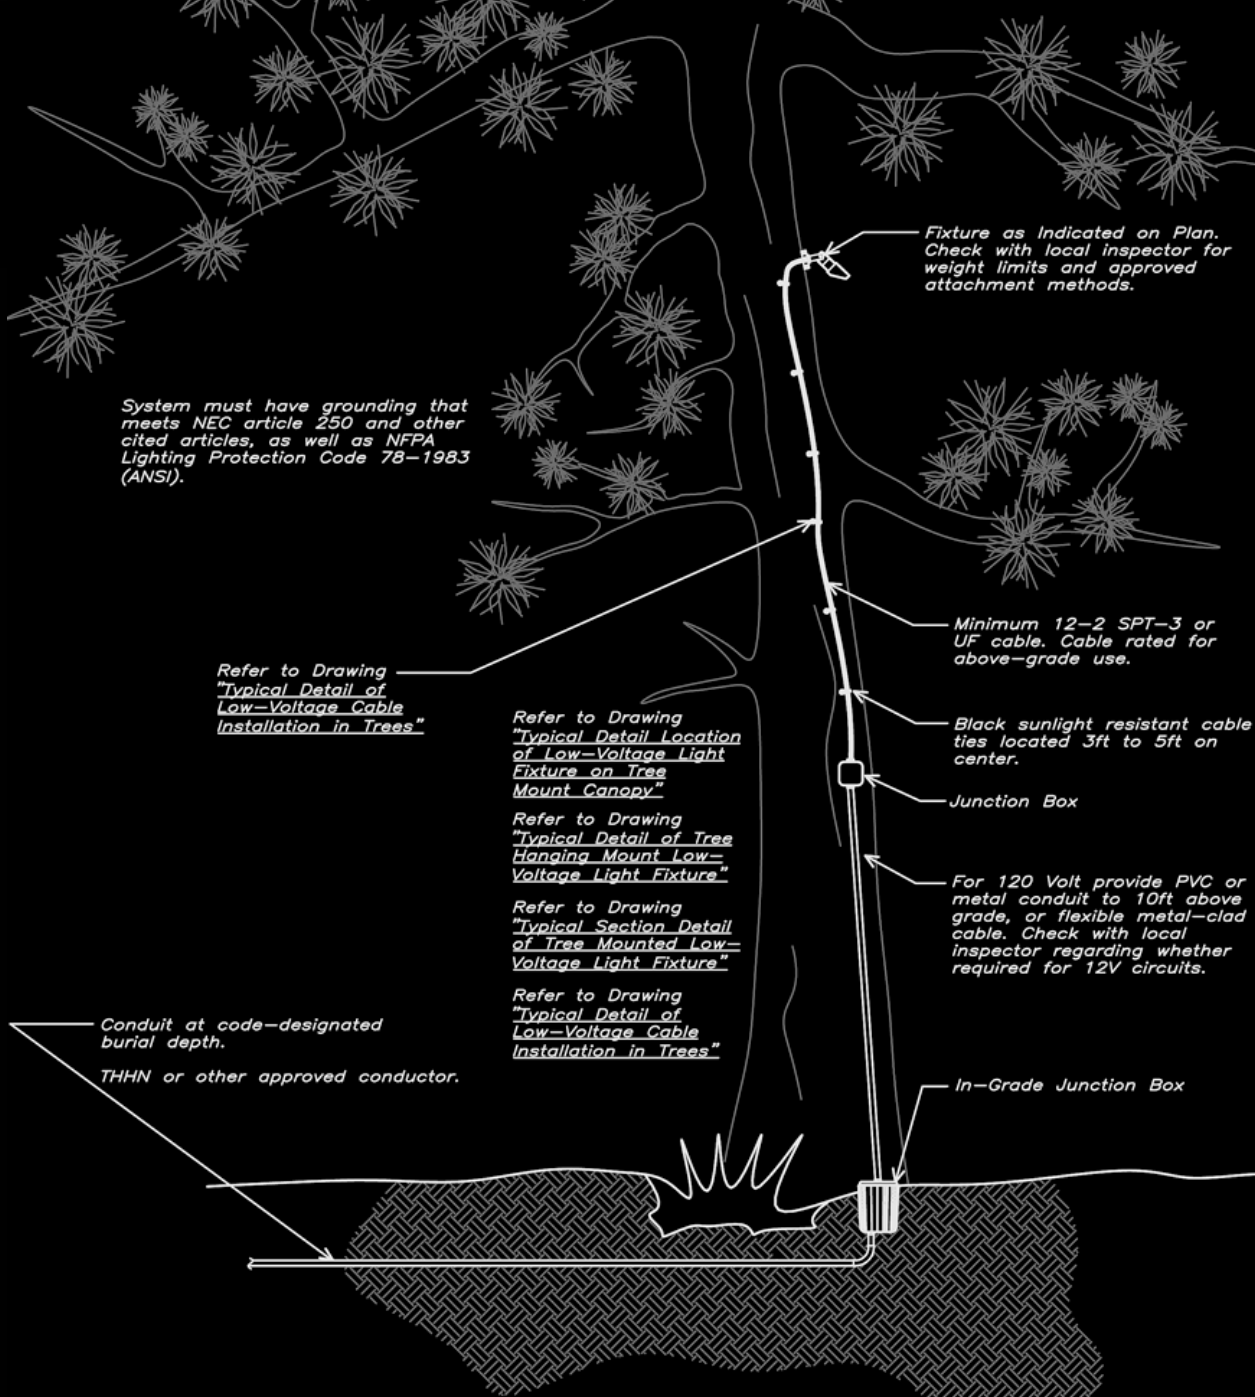 Fixture as Indicated on Plan.
Check with local inspector for
weight limits and approved
attachment methods.
System must have grounding that
meets NEC article 250 and other
cited articles, as well as NFPA
Lighting Protection Code 78-1983
(ANSI).
Minimum 12-2 SPT-3 or
UF cable. Cable rated for
above-grade use.
Refer to Drawing
"Typical Detail of
Low-Voltage Cable
Installation in Trees"
Refer to Drawing
"Typical Detail Location
of Low-Voltage Light
Fixture on Tree
Mount Canopy"
Refer to Drawing
"Typical Detail of Tree
Hanging Mount Low-
Voltage Light Fixture"
Refer to Drawing
"Typical Section Detail
of Tree Mounted Low-
Voltage Light Fixture"
Refer to Drawing
"Typical Detail of
Low-Voltage Cable
Installation in Trees"
Black sunlight resistant cable
ties located 3ft to 5ft on
center.
Junction Box
For 120 Volt provide PVC or
metal conduit to 10ft above
grade, or flexible metal-clad
cable. Check with local
inspector regarding whether
required for 12V circuits.
Conduit at code-designated
burial depth.
THHN or other approved conductor.
In-Grade Junction Box